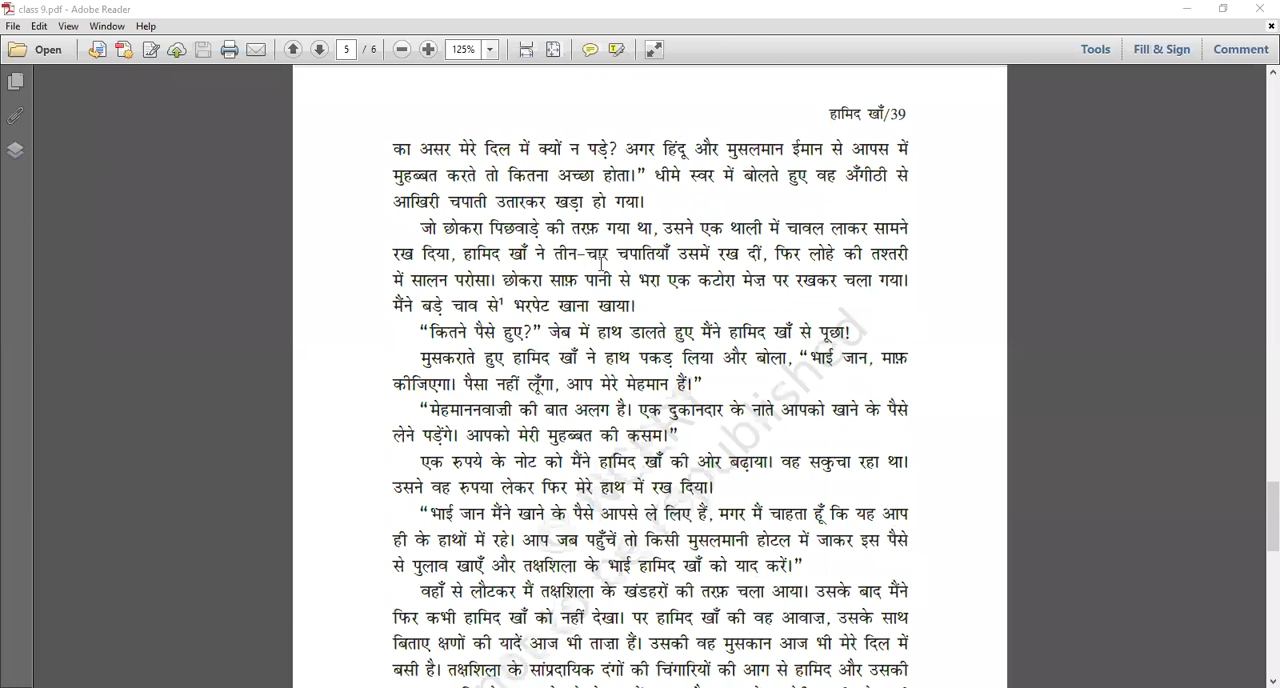 class 9.pdf - Adobe Reader
File Edit View Window Help
Open 5 / 6 125% Tools Fill & Sign Comment
हामिद खाँ/39
का असर मेरे दिल में क्यों न पड़े? अगर हिंदू और मुसलमान ईमान से आपस में
मुहब्बत करते तो कितना अच्छा होता।” धीमे स्वर में बोलते हुए वह अँगीठी से
आखिरी चपाती उतारकर खड़ा हो गया।
जो छोकरा पिछवाड़े की तरफ़ गया था, उसने एक थाली में चावल लाकर सामने
रख दिया, हामिद खाँ ने तीन-चार चपातियाँ उसमें रख दीं, फिर लोहे की तश्तरी
में सालन परोसा। छोकरा साफ़ पानी से भरा एक कटोरा मेज़ पर रखकर चला गया।
मैंने बड़े चाव से¹ भरपेट खाना खाया।
“कितने पैसे हुए?” जेब में हाथ डालते हुए मैंने हामिद खाँ से पूछा!
मुसकराते हुए हामिद खाँ ने हाथ पकड़ लिया और बोला, “भाई जान, माफ़
कीजिएगा। पैसा नहीं लूँगा, आप मेरे मेहमान हैं।”
“मेहमाननवाज़ी की बात अलग है। एक दुकानदार के नाते आपको खाने के पैसे
लेने पड़ेंगे। आपको मेरी मुहब्बत की कसम।”
एक रुपये के नोट को मैंने हामिद खाँ की ओर बढ़ाया। वह सकुचा रहा था।
उसने वह रुपया लेकर फिर मेरे हाथ में रख दिया।
“भाई जान मैंने खाने के पैसे आपसे ले लिए हैं, मगर मैं चाहता हूँ कि यह आप
ही के हाथों में रहे। आप जब पहुँचें तो किसी मुसलमानी होटल में जाकर इस पैसे
से पुलाव खाएँ और तक्षशिला के भाई हामिद खाँ को याद करें।”
वहाँ से लौटकर मैं तक्षशिला के खंडहरों की तरफ़ चला आया। उसके बाद मैंने
फिर कभी हामिद खाँ को नहीं देखा। पर हामिद खाँ की वह आवाज़, उसके साथ
बिताए क्षणों की यादें आज भी ताज़ा हैं। उसकी वह मुसकान आज भी मेरे दिल में
बसी है। तक्षशिला के सांप्रदायिक दंगों की चिंगारियों की आग से हामिद और उसकी
not to be republished